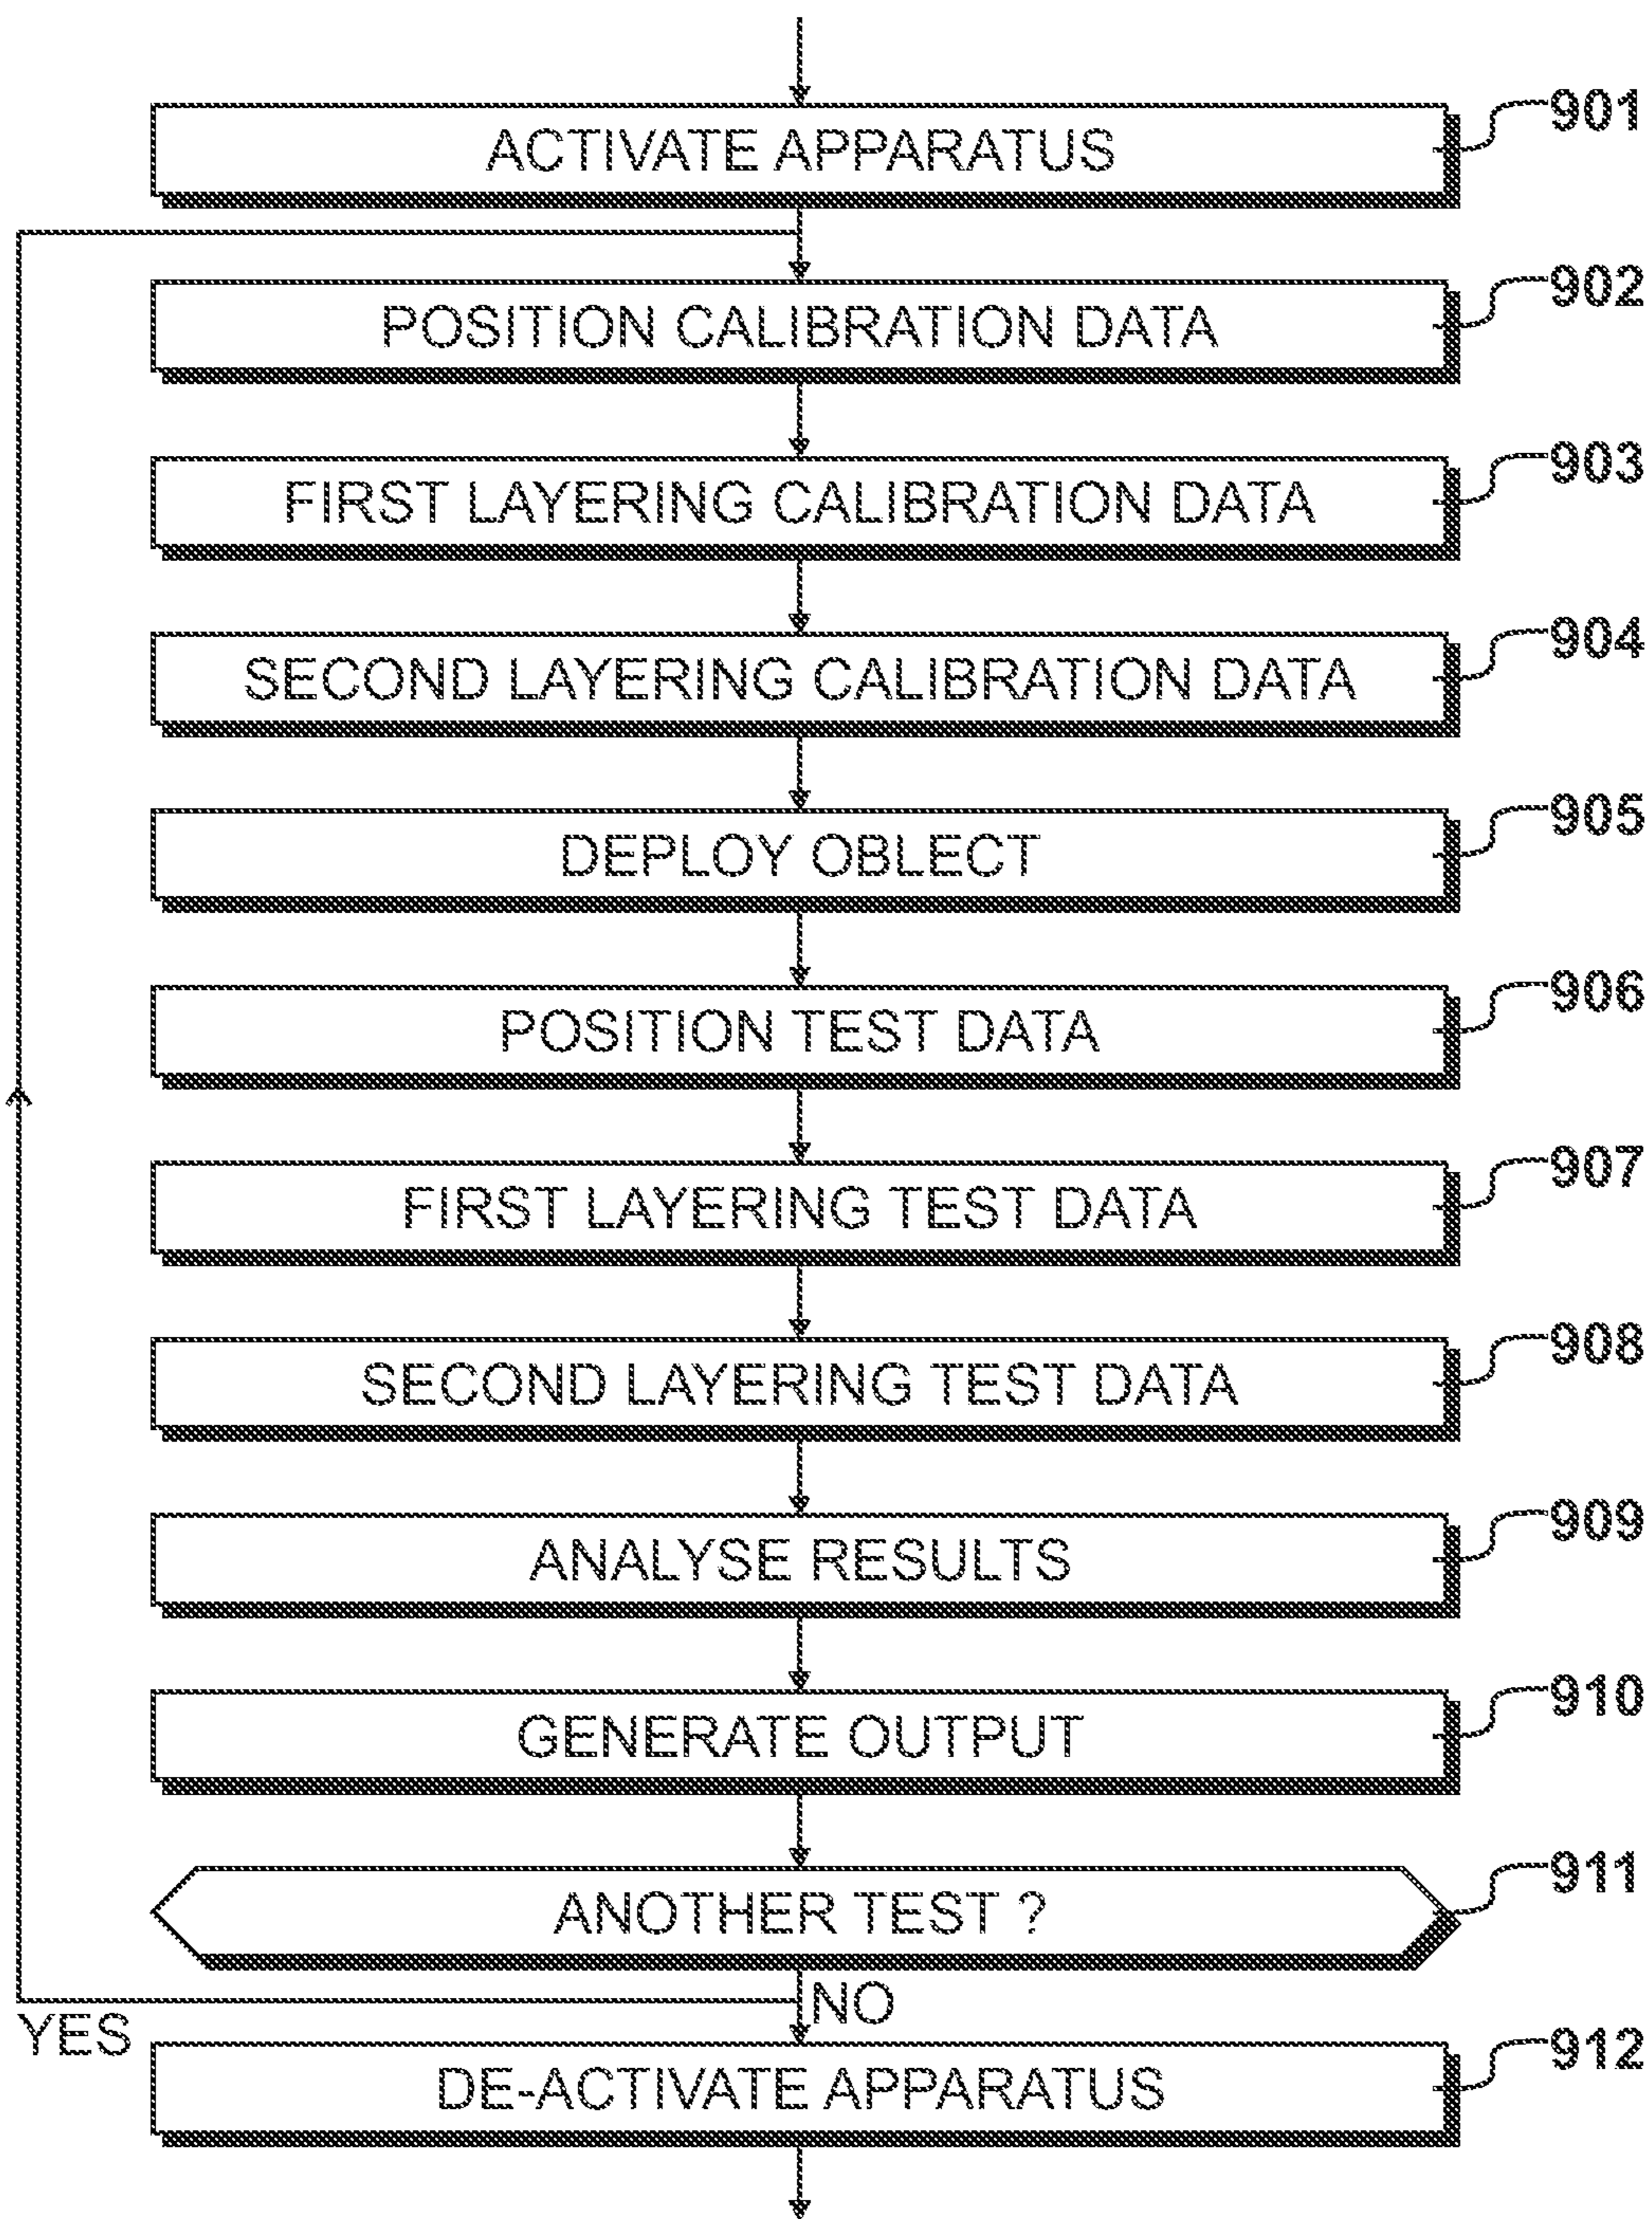 ACTIVATE APPARATUS 901
POSITION CALIBRATION DATA 902
FIRST LAYERING CALIBRATION DATA 903
SECOND LAYERING CALIBRATION DATA 904
DEPLOY OBLECT 905
POSITION TEST DATA 906
FIRST LAYERING TEST DATA 907
SECOND LAYERING TEST DATA 908
ANALYSE RESULTS 909
GENERATE OUTPUT 910
ANOTHER TEST ? 911
NO
YES
DE-ACTIVATE APPARATUS 912